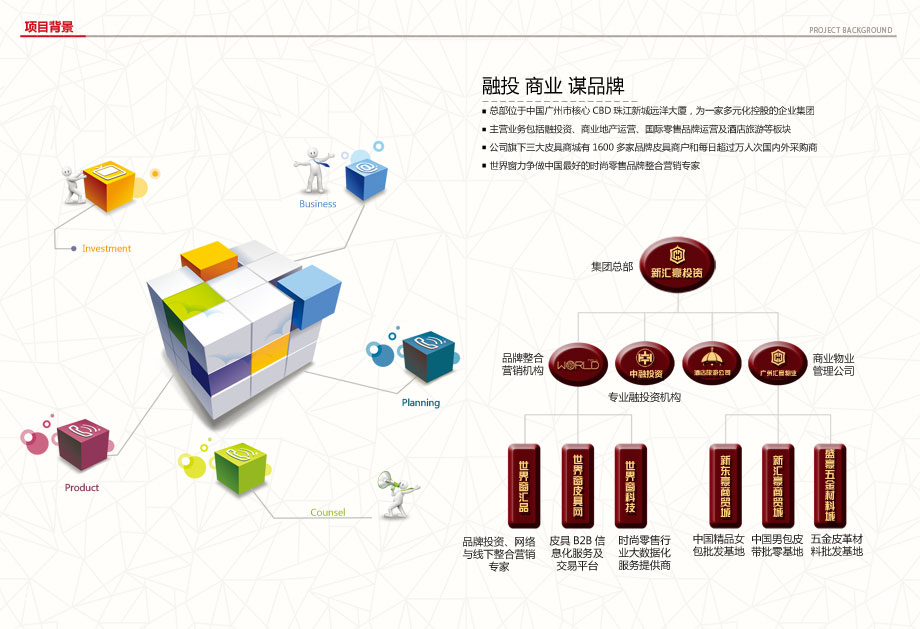 项目背景
PROJECT BACKGROUND
融投 商业 谋品牌
总部位于中国广州市核心 CBD 珠江新城远洋大厦，为一家多元化控股的企业集团
主营业务包括融投资、商业地产运营、国际零售品牌运营及酒店旅游等板块
公司旗下三大皮具商城有 1600 多家品牌皮具商户和每日超过万人次国内外采购商
世界窗力争做中国最好的时尚零售品牌整合营销专家
Business
Investment
Planning
Product
Counsel
集团总部
新汇豪投资
品牌整合
营销机构
WORLD
中融投资
酒店旅游公司
广州汇豪物业
商业物业
管理公司
专业融投资机构
世界窗汇品
世界窗皮具网
世界窗科技
新东豪商贸城
新汇豪商贸城
盛豪五金材料城
品牌投资、网络
与线下整合营销
专家
皮具 B2B 信
息化服务及
交易平台
时尚零售行
业大数据化
服务提供商
中国精品女
包批发基地
中国男包皮
带批零基地
五金皮革材
料批发基地